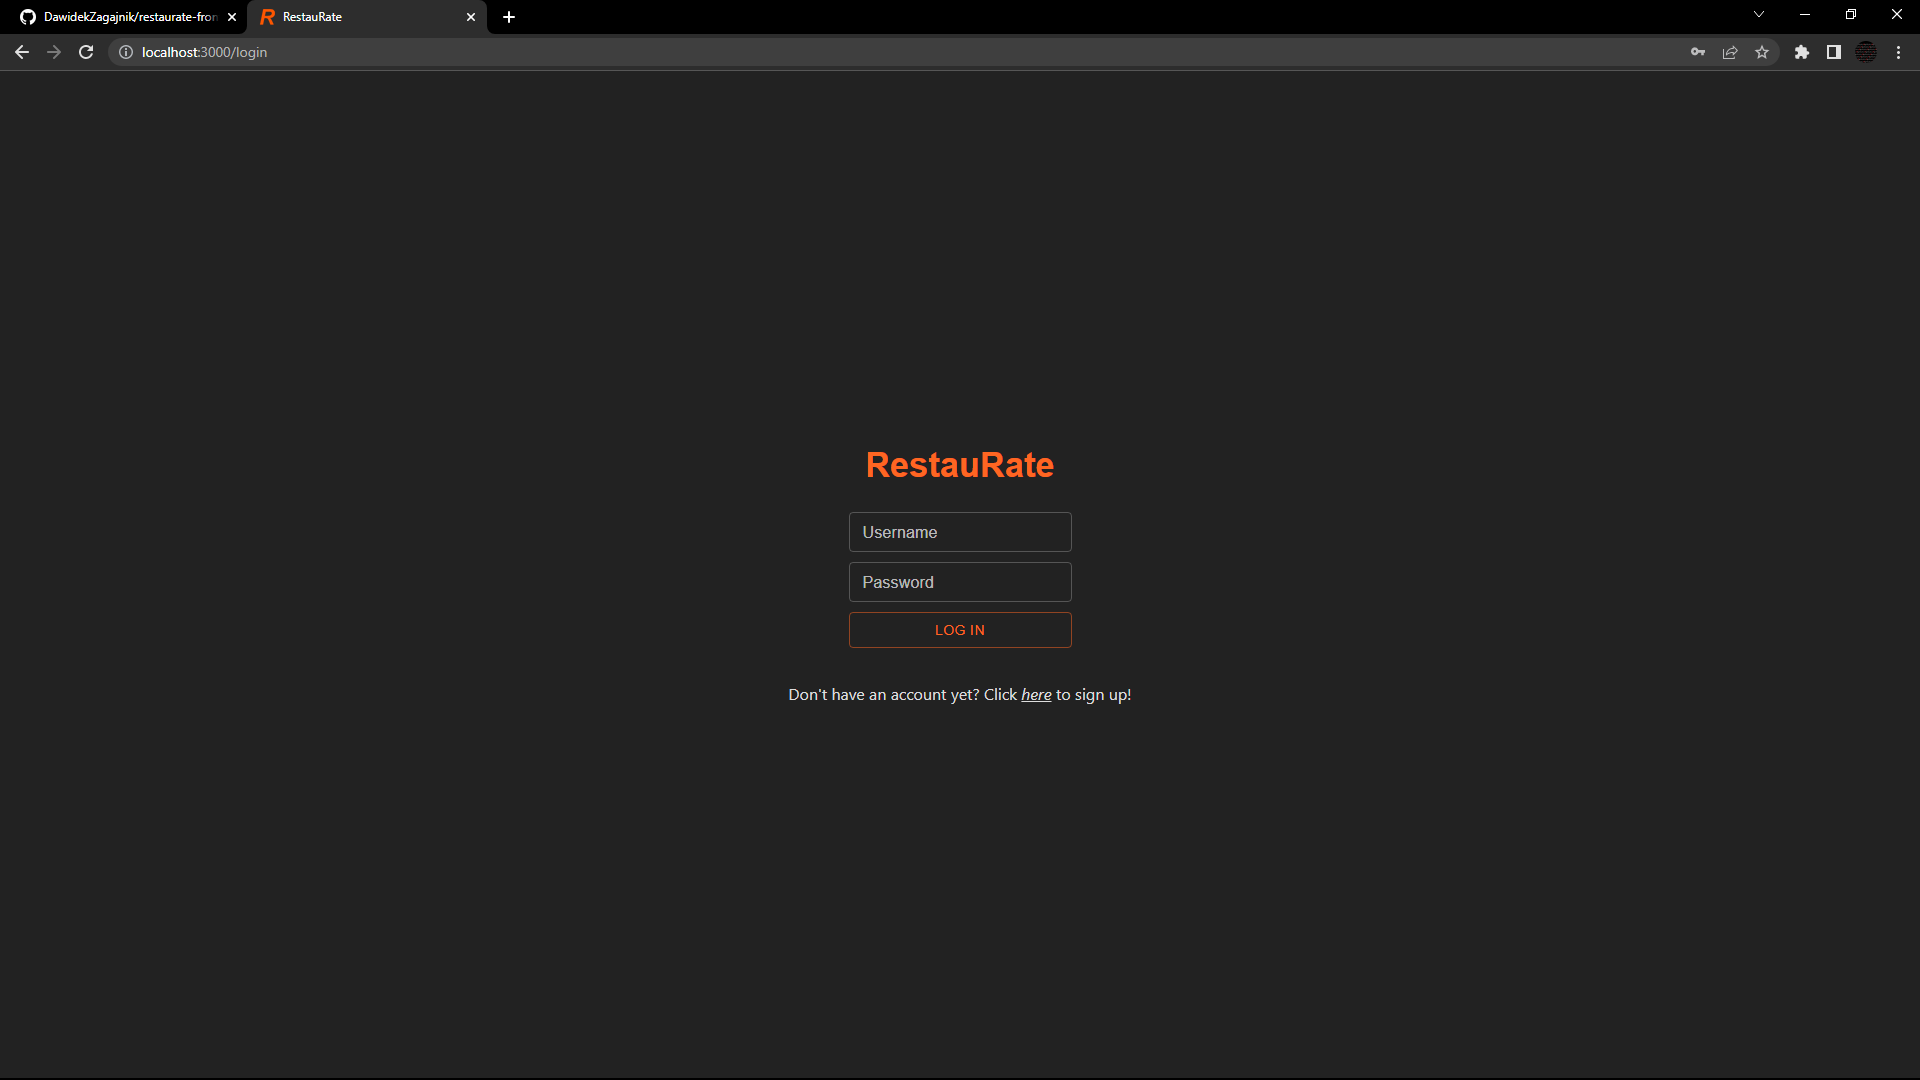 DawidekZagajnik/restaurate-fron
RestauRate
localhost:3000/login
RestauRate
Username
Password
LOG IN
Don't have an account yet? Click here to sign up!